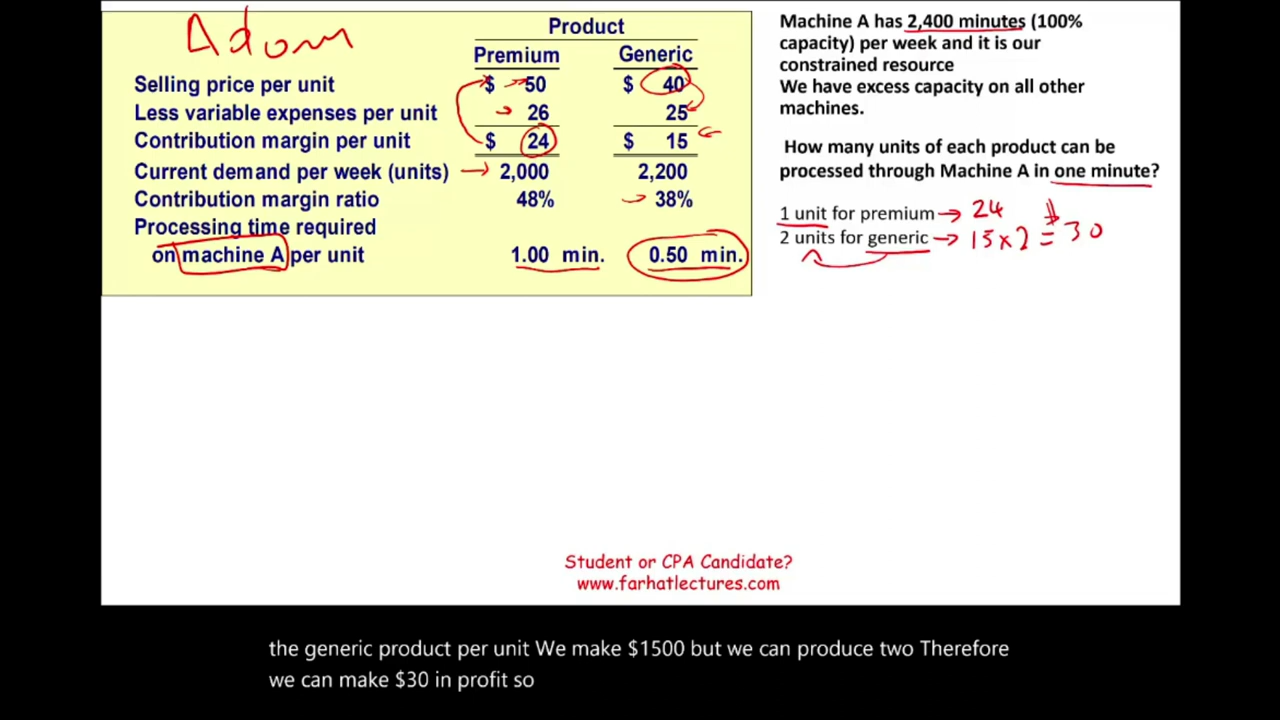 Adam
Product
Premium Generic
Selling price per unit $ 50 $ 40
Less variable expenses per unit 26 25
Contribution margin per unit $ 24 $ 15
Current demand per week (units) 2,000 2,200
Contribution margin ratio 48% 38%
Processing time required
on machine A per unit 1.00 min. 0.50 min.
Machine A has 2,400 minutes (100%
capacity) per week and it is our
constrained resource
We have excess capacity on all other
machines.
How many units of each product can be
processed through Machine A in one minute?
1 unit for premium → 24
2 units for generic → 15 x 2 = $30
Student or CPA Candidate?
www.farhatlectures.com
the generic product per unit We make $1500 but we can produce two Therefore
we can make $30 in profit so